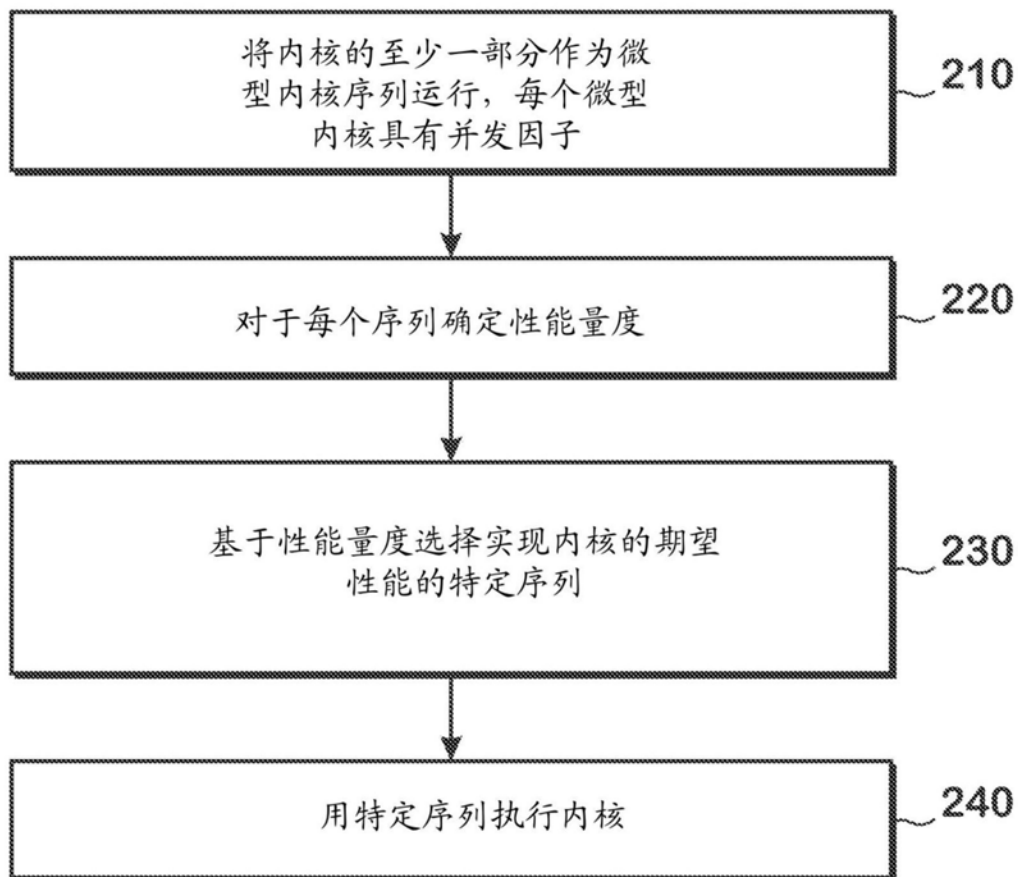 将内核的至少一部分作为微
型内核序列运行，每个微型
内核具有并发因子
210
对于每个序列确定性能量度
220
基于性能量度选择实现内核的期望
性能的特定序列
230
用特定序列执行内核
240